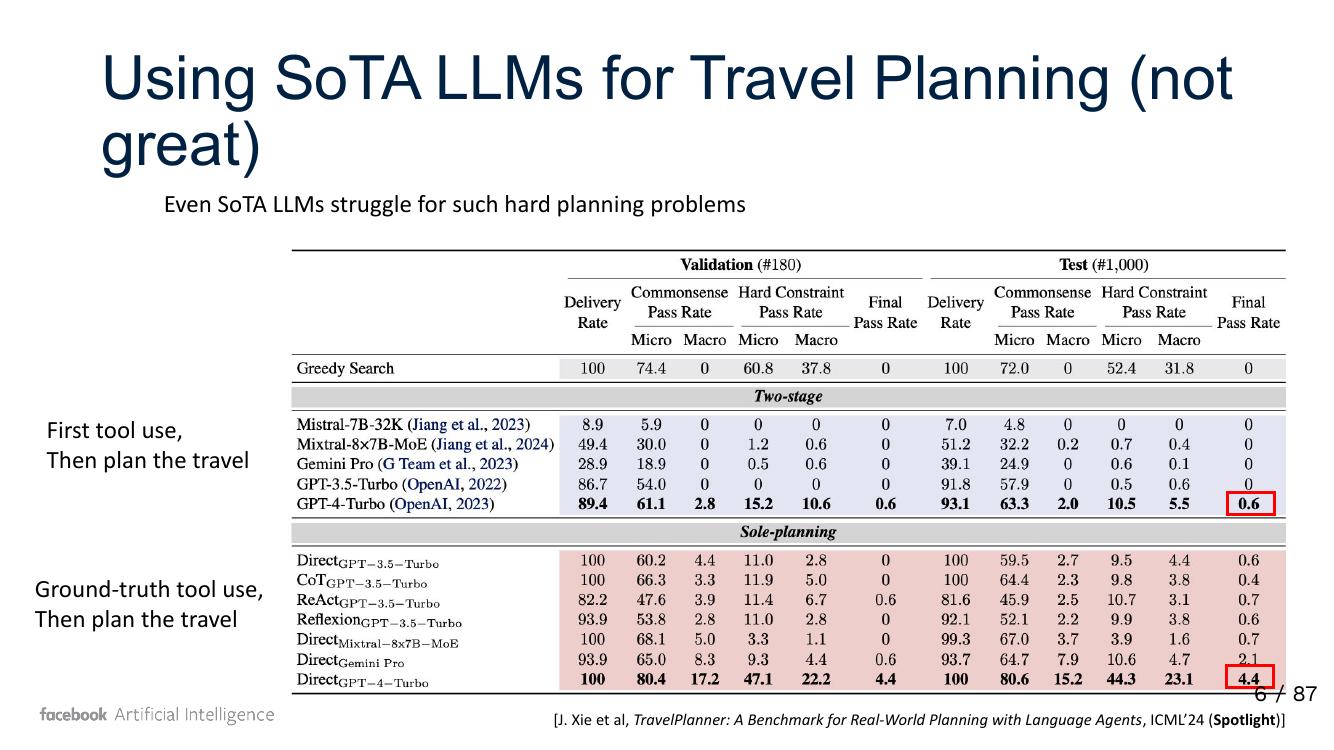 Using SoTA LLMs for Travel Planning (not
great)
Even SoTA LLMs struggle for such hard planning problems
Validation (#180) Test (#1,000)
Delivery Rate Commonsense Pass Rate Hard Constraint Pass Rate Final Pass Rate Delivery Rate Commonsense Pass Rate Hard Constraint Pass Rate Final Pass Rate
Micro Macro Micro Macro Micro Macro Micro Macro
Greedy Search 100 74.4 0 60.8 37.8 0 100 72.0 0 52.4 31.8 0
Two-stage
First tool use,
Then plan the travel
Mistral-7B-32K (Jiang et al., 2023) 8.9 5.9 0 0 0 0 7.0 4.8 0 0 0 0
Mixtral-8×7B-MoE (Jiang et al., 2024) 49.4 30.0 0 1.2 0.6 0 51.2 32.2 0.2 0.7 0.4 0
Gemini Pro (G Team et al., 2023) 28.9 18.9 0 0.5 0.6 0 39.1 24.9 0 0.6 0.1 0
GPT-3.5-Turbo (OpenAI, 2022) 86.7 54.0 0 0 0 0 91.8 57.9 0 0.5 0.6 0
GPT-4-Turbo (OpenAI, 2023) 89.4 61.1 2.8 15.2 10.6 0.6 93.1 63.3 2.0 10.5 5.5 0.6
Sole-planning
Ground-truth tool use,
Then plan the travel
Direct GPT−3.5−Turbo 100 60.2 4.4 11.0 2.8 0 100 59.5 2.7 9.5 4.4 0.6
CoT GPT−3.5−Turbo 100 66.3 3.3 11.9 5.0 0 100 64.4 2.3 9.8 3.8 0.4
ReAct GPT−3.5−Turbo 82.2 47.6 3.9 11.4 6.7 0.6 81.6 45.9 2.5 10.7 3.1 0.7
Reflexion GPT−3.5−Turbo 93.9 53.8 2.8 11.0 2.8 0 92.1 52.1 2.2 9.9 3.8 0.6
Direct Mixtral−8x7B−MoE 100 68.1 5.0 3.3 1.1 0 99.3 67.0 3.7 3.9 1.6 0.7
Direct Gemini Pro 93.9 65.0 8.3 9.3 4.4 0.6 93.7 64.7 7.9 10.6 4.7 2.1
Direct GPT−4−Turbo 100 80.4 17.2 47.1 22.2 4.4 100 80.6 15.2 44.3 23.1 4.4
6 / 87
facebook Artificial Intelligence
[J. Xie et al, TravelPlanner: A Benchmark for Real-World Planning with Language Agents, ICML'24 (Spotlight)]